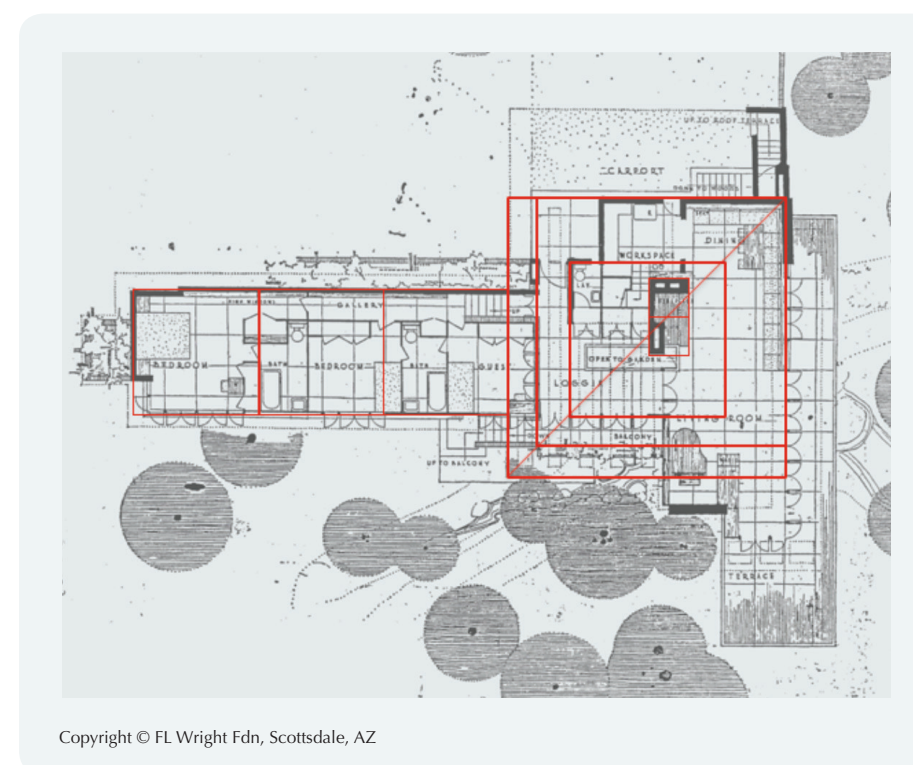 UP TO ROOF TERRACE
CARPORT
DINING
WORKSPACE
LAV
GALLERY
OPEN TO GARDEN
BEDROOM
BATH
BEDROOM
BATH
GUEST
LOGGIA
LIVING ROOM
BALCONY
UP TO BALCONY
TERRACE
Copyright © FL Wright Fdn, Scottsdale, AZ